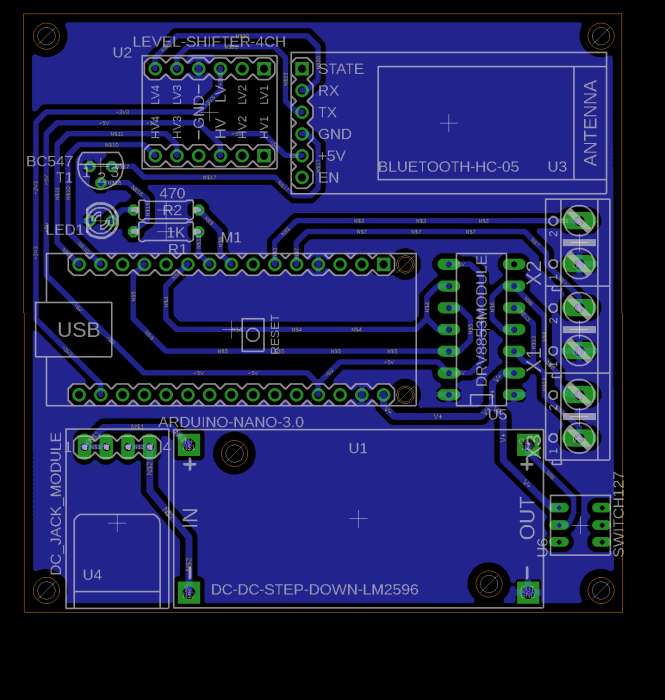 LEVEL-SHIFTER-4CH
U2
LV4
LV3
GND
LV
LV2
LV1
HV4
HV3
HV
HV2
HV1
STATE
RX
TX
GND
+5V
EN
BLUETOOTH-HC-05
U3
ANTENNA
BC547
T1
1
2
3
470
R2
1K
R1
LED1
M1
USB
RESET
DRV8853MODULE
U5
X2
2
1
X1
2
1
2
1
ARDUINO-NANO-3.0
1
4
U1
DC_JACK_MODULE
U4
+
+
IN
OUT
-
-
DC-DC-STEP-DOWN-LM2596
SWITCH127
U6